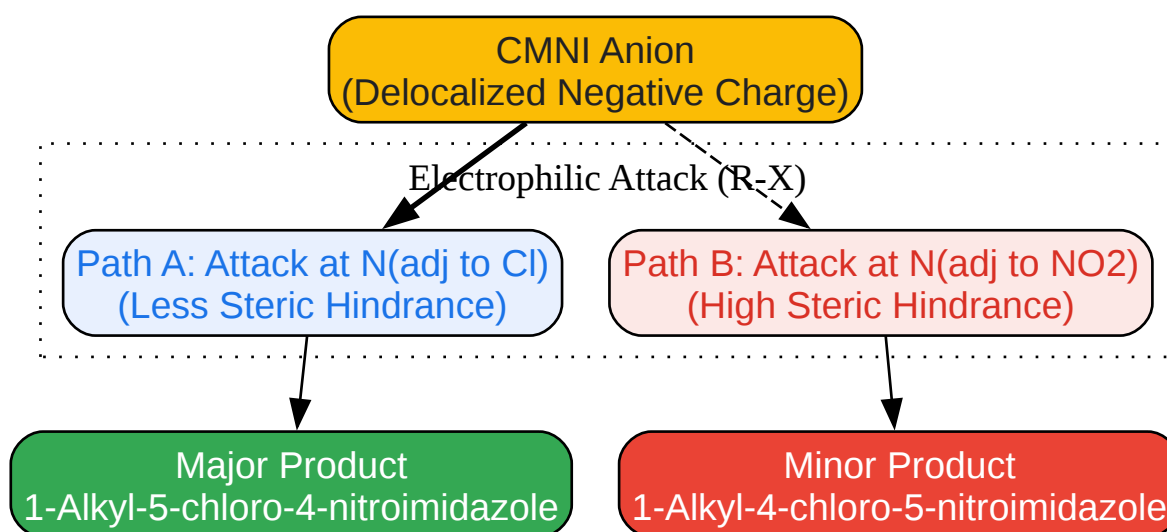 CMNI Anion
(Delocalized Negative Charge)
Electrophilic Attack (R-X)
Path A: Attack at N(adj to Cl)
(Less Steric Hindrance)
Path B: Attack at N(adj to NO2)
(High Steric Hindrance)
Major Product
1-Alkyl-5-chloro-4-nitroimidazole
Minor Product
1-Alkyl-4-chloro-5-nitroimidazole